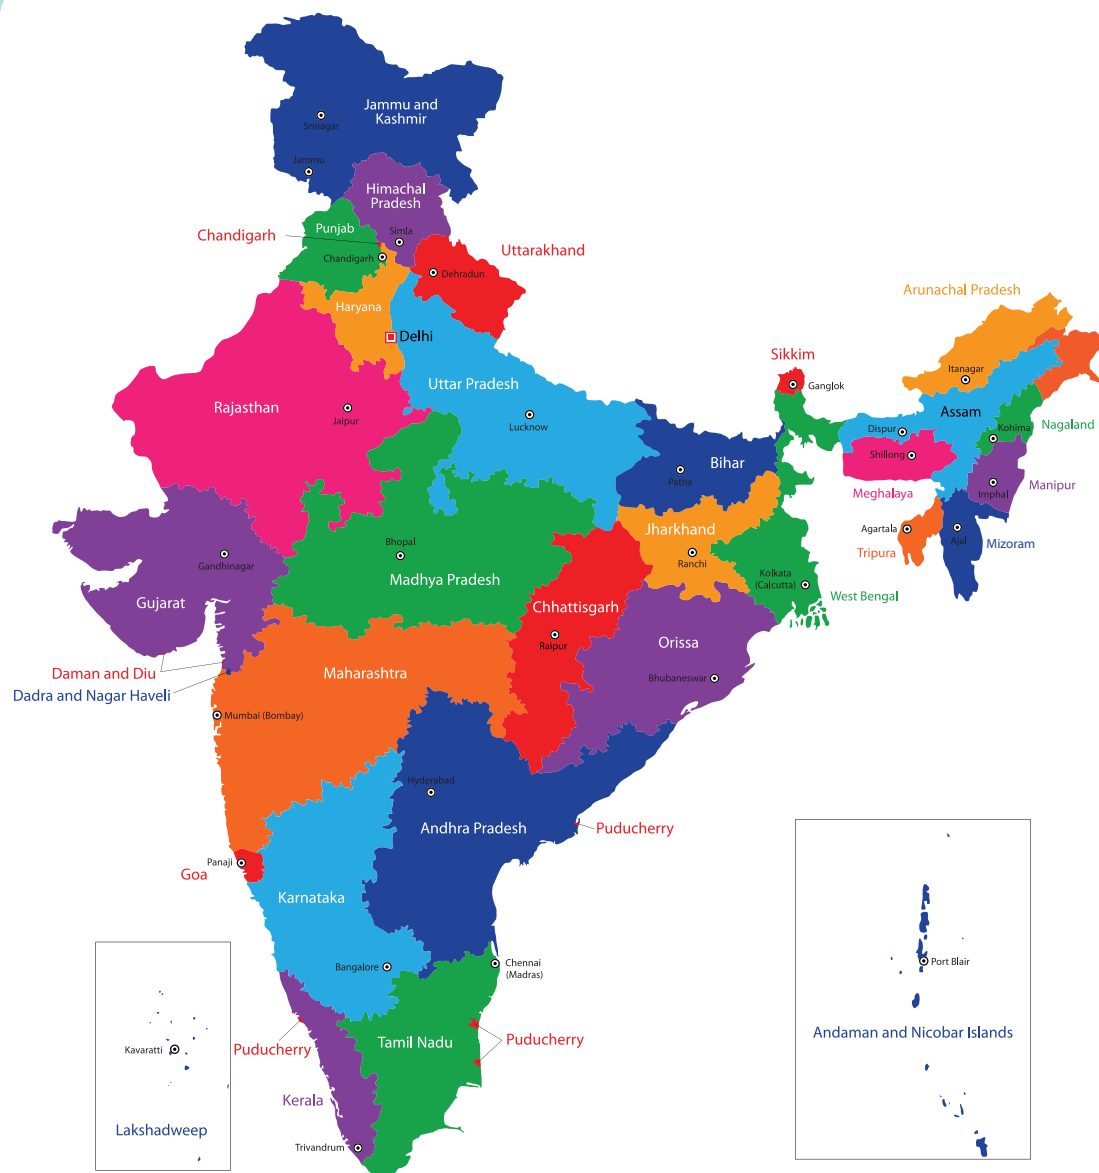 Jammu and
Kashmir
Srinagar
Jammu
Himachal
Pradesh
Simla
Punjab
Chandigarh
Chandigarh
Uttarakhand
Dehradun
Haryana
Delhi
Arunachal Pradesh
Itanagar
Sikkim
Ganglok
Rajasthan
Jaipur
Uttar Pradesh
Lucknow
Assam
Dispur
Kohima
Nagaland
Shillong
Meghalaya
Bihar
Patna
Imphal
Manipur
Agartala
Tripura
Ajal
Mizoram
Jharkhand
Ranchi
Gandhinagar
Gujarat
Bhopal
Madhya Pradesh
Kolkata
(Calcutta)
West Bengal
Chhattisgarh
Raipur
Orissa
Bhubaneswar
Daman and Diu
Dadra and Nagar Haveli
Maharashtra
Mumbai (Bombay)
Hyderabad
Andhra Pradesh
Puducherry
Panaji
Goa
Karnataka
Bangalore
Chennai
(Madras)
Port Blair
Andaman and Nicobar Islands
Kavaratti
Lakshadweep
Puducherry
Tamil Nadu
Puducherry
Kerala
Trivandrum